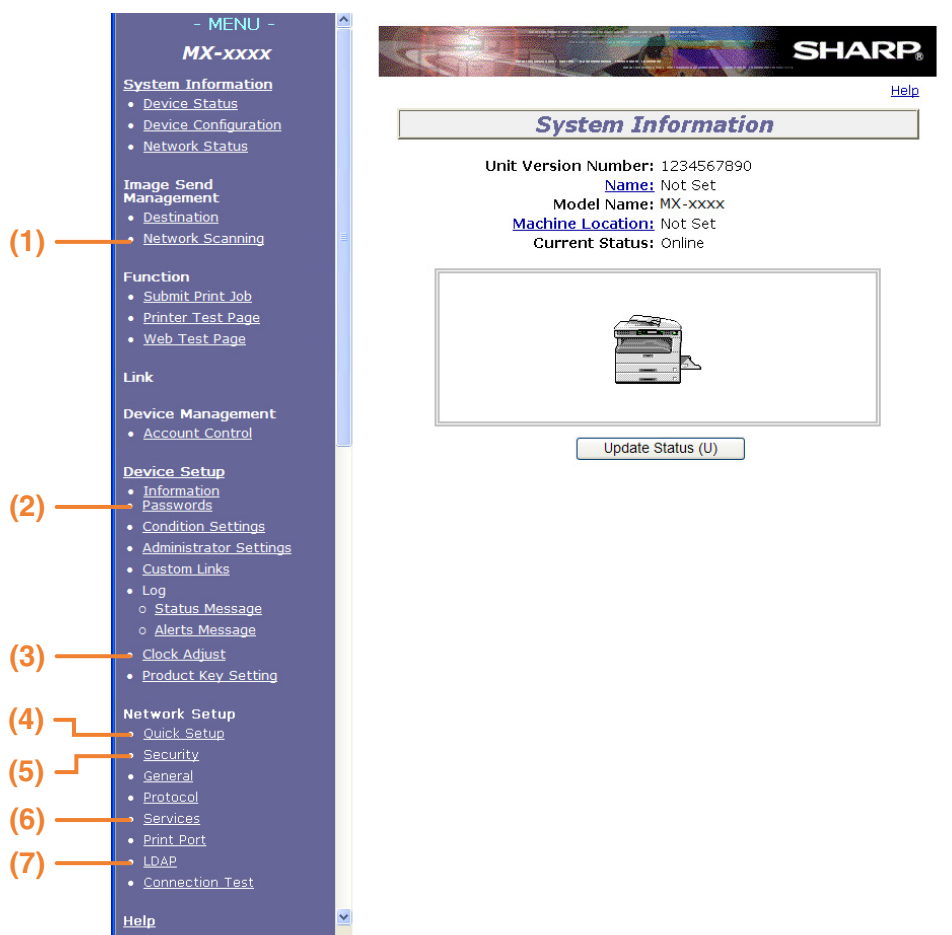 - MENU -
MX-xxxx
System Information
• Device Status
• Device Configuration
• Network Status
Image Send
Management
• Destination
(1)
• Network Scanning
Function
• Submit Print Job
• Printer Test Page
• Web Test Page
Link
Device Management
• Account Control
Device Setup
• Information
(2)
• Passwords
• Condition Settings
• Administrator Settings
• Custom Links
• Log
○ Status Message
○ Alerts Message
(3)
• Clock Adjust
• Product Key Setting
Network Setup
(4)
• Quick Setup
(5)
• Security
• General
• Protocol
(6)
• Services
• Print Port
(7)
• LDAP
• Connection Test
Help
SHARP®
Help
System Information
Unit Version Number: 1234567890
Name: Not Set
Model Name: MX-xxxx
Machine Location: Not Set
Current Status: Online
Update Status (U)